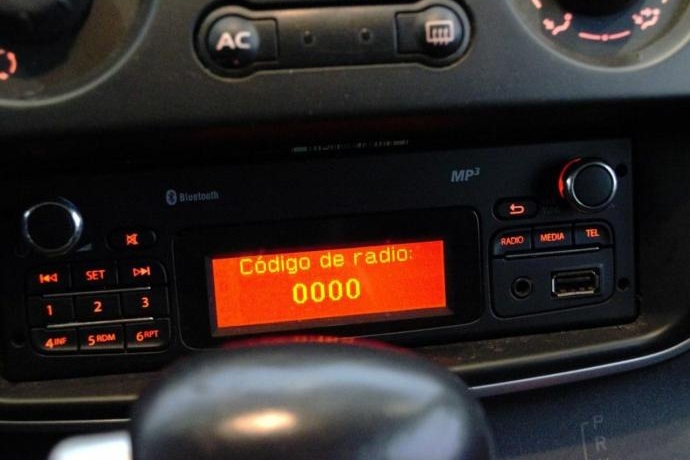 AC
Bluetooth
MP3
RADIO MEDIA TEL
SET
1 2 3
4INF 5RDM 6RPT
Código de radio:
0000
P
R